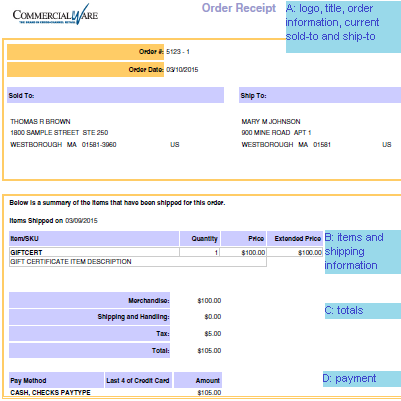 COMMERCIALWARE
Order Receipt
A: logo, title, order
information, current
sold-to and ship-to
Order #: 5123 - 1
Order Date: 03/10/2015
Sold To: Ship To:
THOMAS R BROWN MARY M JOHNSON
1800 SAMPLE STREET STE 250 900 MINE ROAD APT 1
WESTBOROUGH MA 01581-3960 US WESTBOROUGH MA 01581 US
Below is a summary of the items that have been shipped for this order.
Items Shipped on 03/09/2015
Item/SKU Quantity Price Extended Price
GIFTCERT 1 $100.00 $100.00
GIFT CERTIFICATE ITEM DESCRIPTION
B: items and
shipping
information
Merchandise: $100.00
Shipping and Handling: $0.00
Tax: $5.00
Total: $105.00
C: totals
D: payment
Pay Method Last 4 of Credit Card Amount
CASH, CHECKS PAYTYPE $105.00